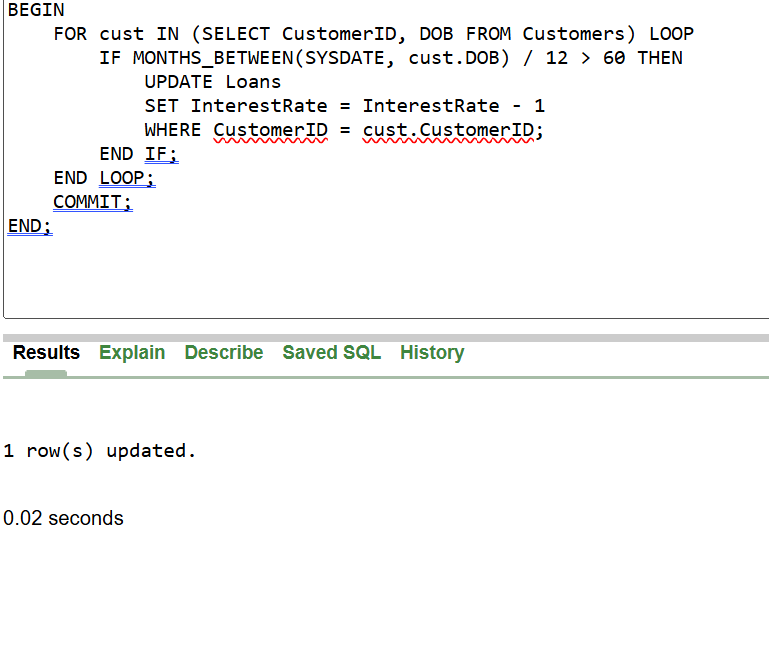 BEGIN
    FOR cust IN (SELECT CustomerID, DOB FROM Customers) LOOP
        IF MONTHS_BETWEEN(SYSDATE, cust.DOB) / 12 > 60 THEN
            UPDATE Loans
            SET InterestRate = InterestRate - 1
            WHERE CustomerID = cust.CustomerID;
        END IF;
    END LOOP;
    COMMIT;
END;
Results Explain Describe Saved SQL History
1 row(s) updated.
0.02 seconds